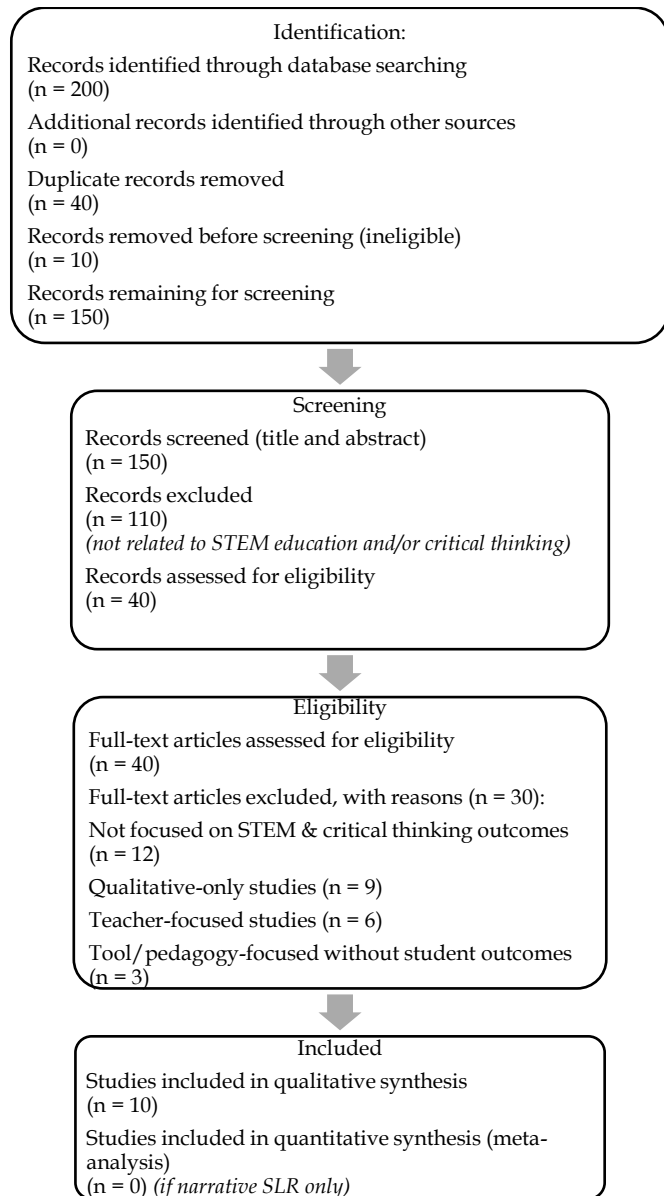 Identification:
Records identified through database searching
(n = 200)
Additional records identified through other sources
(n = 0)
Duplicate records removed
(n = 40)
Records removed before screening (ineligible)
(n = 10)
Records remaining for screening
(n = 150)
Screening
Records screened (title and abstract)
(n = 150)
Records excluded
(n = 110)
(not related to STEM education and/or critical thinking)
Records assessed for eligibility
(n = 40)
Eligibility
Full-text articles assessed for eligibility
(n = 40)
Full-text articles excluded, with reasons (n = 30):
Not focused on STEM & critical thinking outcomes
(n = 12)
Qualitative-only studies (n = 9)
Teacher-focused studies (n = 6)
Tool/pedagogy-focused without student outcomes
(n = 3)
Included
Studies included in qualitative synthesis
(n = 10)
Studies included in quantitative synthesis (meta-
analysis)
(n = 0) (if narrative SLR only)